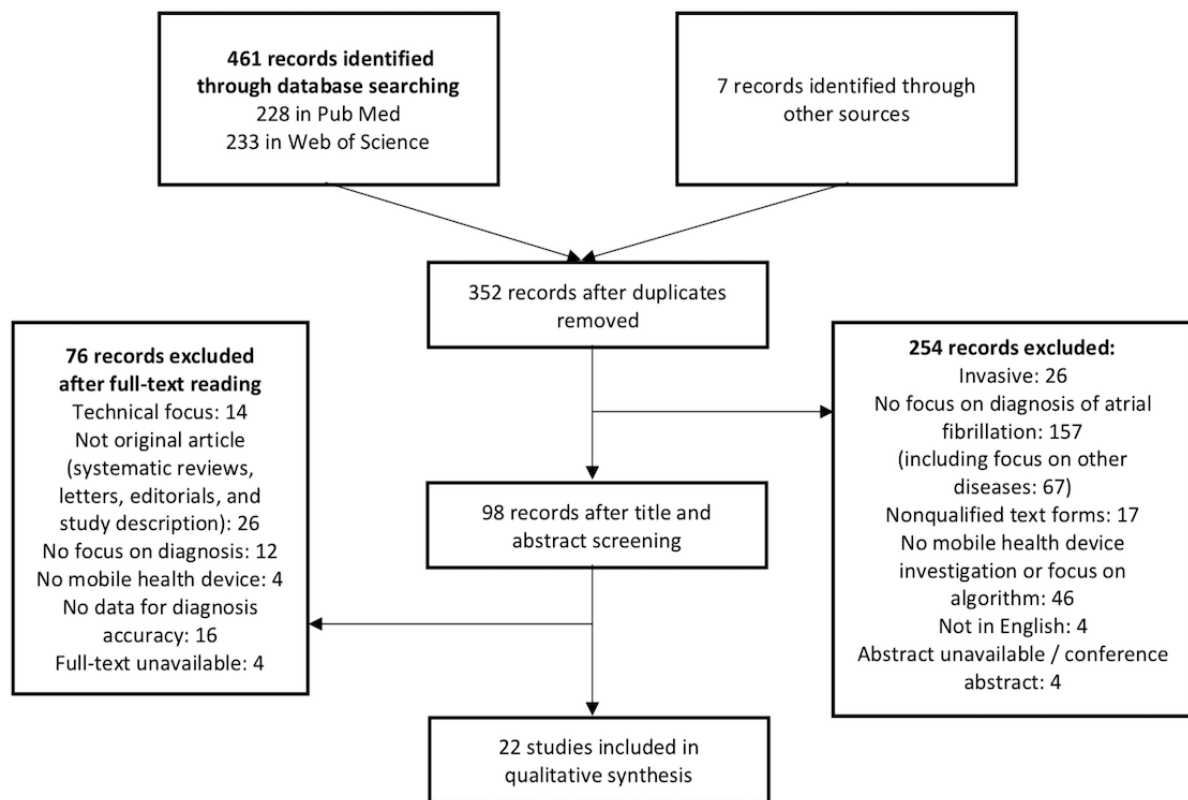 461 records identified
through database searching
228 in Pub Med
233 in Web of Science
7 records identified through
other sources
352 records after duplicates
removed
76 records excluded
after full-text reading
Technical focus: 14
Not original article
(systematic reviews,
letters, editorials, and
study description): 26
No focus on diagnosis: 12
No mobile health device: 4
No data for diagnosis
accuracy: 16
Full-text unavailable: 4
254 records excluded:
Invasive: 26
No focus on diagnosis of atrial
fibrillation: 157
(including focus on other
diseases: 67)
Nonqualified text forms: 17
No mobile health device
investigation or focus on
algorithm: 46
Not in English: 4
Abstract unavailable / conference
abstract: 4
98 records after title and
abstract screening
22 studies included in
qualitative synthesis